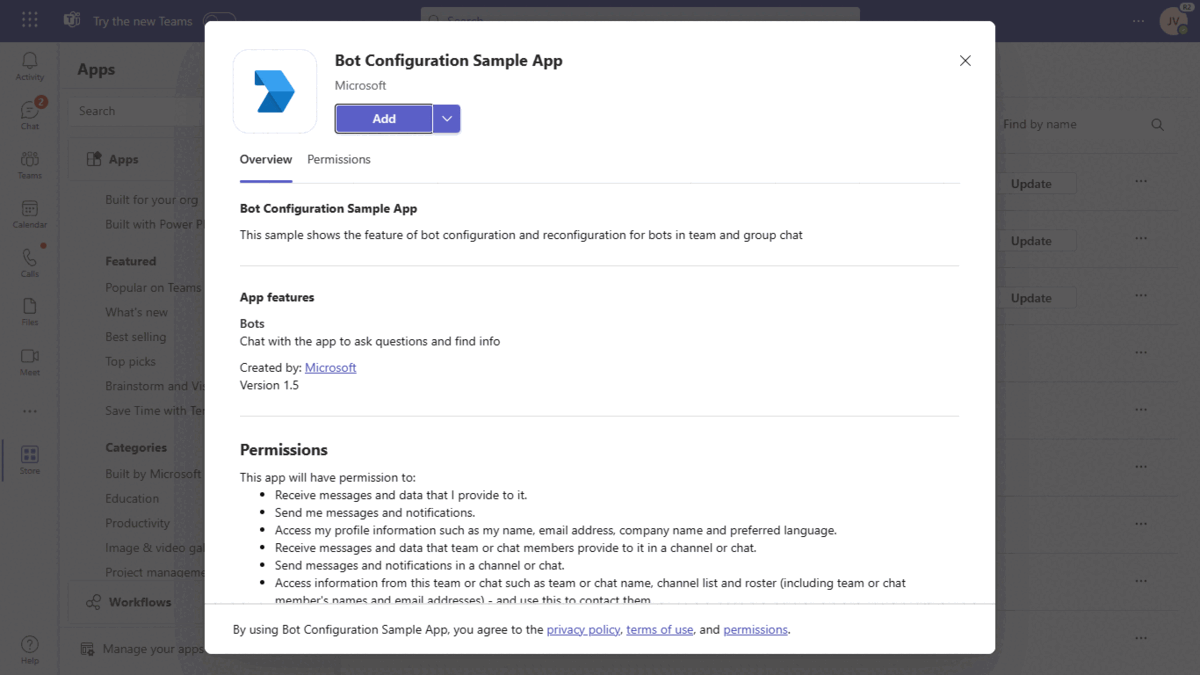 Try the new Teams
Search
JV
Bot Configuration Sample App
Microsoft
Add
Overview
Permissions
Bot Configuration Sample App
This sample shows the feature of bot configuration and reconfiguration for bots in team and group chat
App features
Bots
Chat with the app to ask questions and find info
Created by: Microsoft
Version 1.5
Permissions
This app will have permission to:
Receive messages and data that I provide to it.
Send me messages and notifications.
Access my profile information such as my name, email address, company name and preferred language.
Receive messages and data that team or chat members provide to it in a channel or chat.
Send messages and notifications in a channel or chat.
Access information from this team or chat such as team or chat name, channel list and roster (including team or chat
member's names and email addresses) - and use this to contact them
By using Bot Configuration Sample App, you agree to the privacy policy, terms of use, and permissions.
Activity
2
Chat
Teams
Calendar
Calls
Files
Meet
Store
Help
Apps
Search
Apps
Built for your org
Built with Power
Featured
Popular on Teams
What's new
Best selling
Top picks
Brainstorm and
Save Time with
Categories
Built by Microsoft
Education
Productivity
Image & video
Project manageme
Workflows
Manage your apps
Find by name
Update
Update
Update